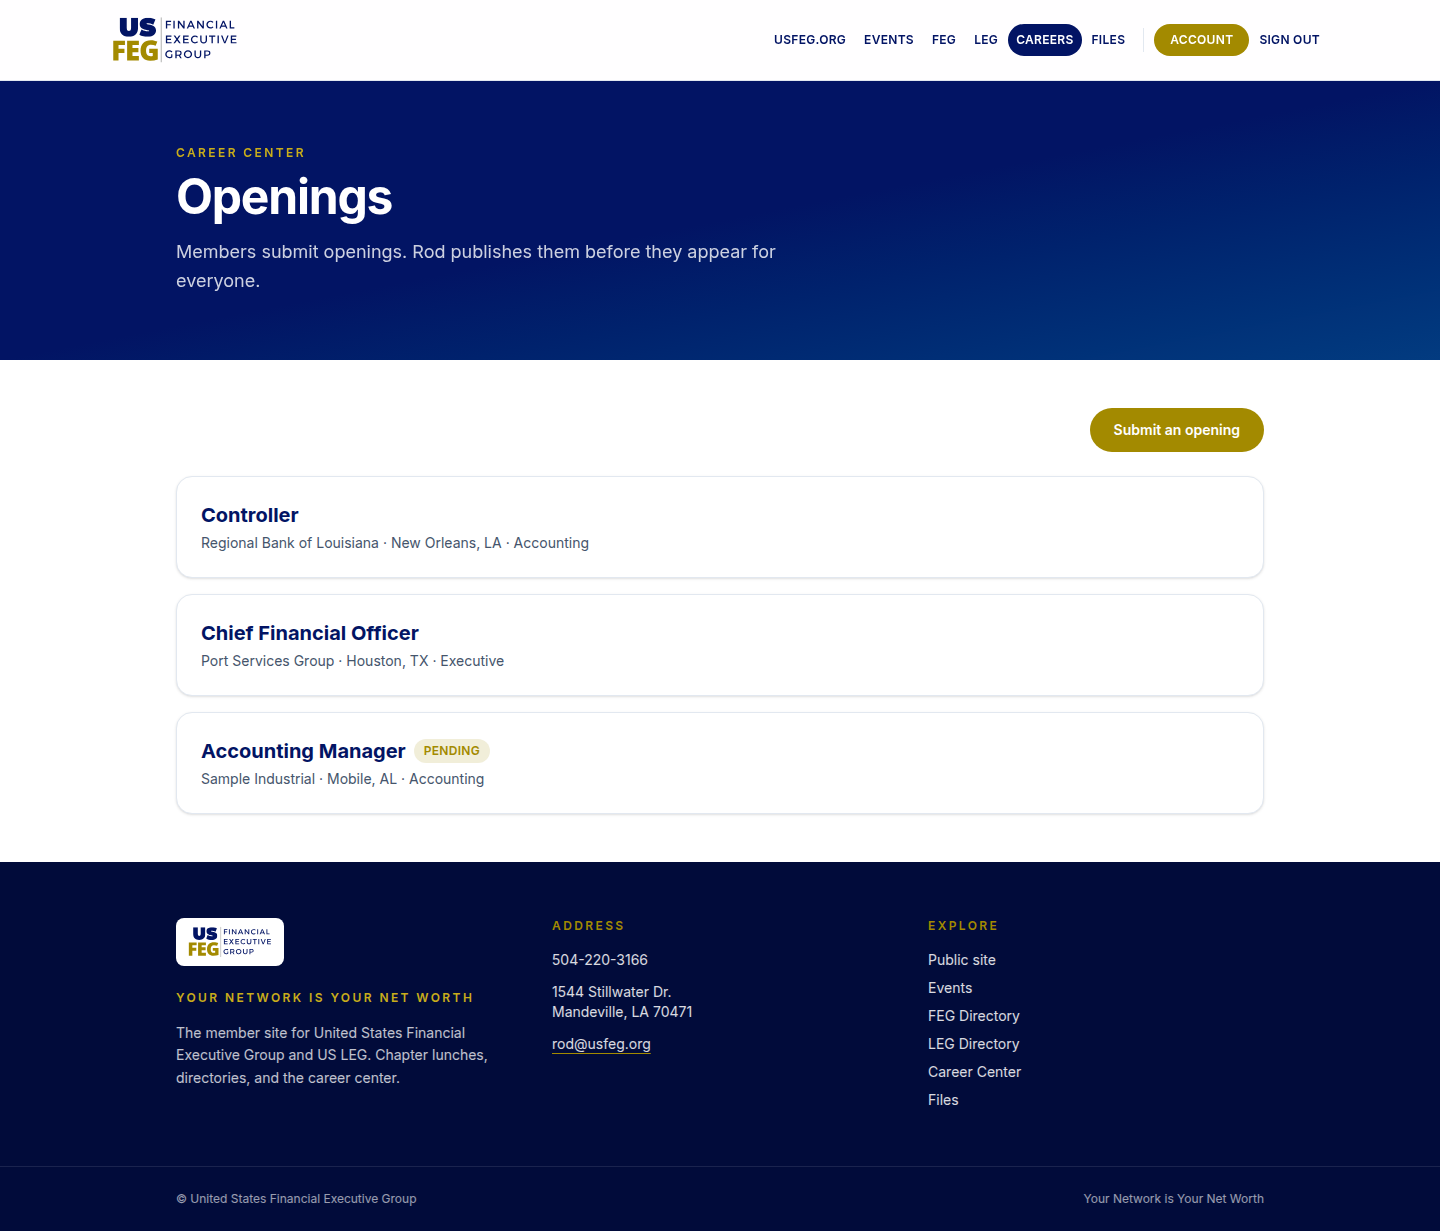 US FEG FINANCIAL EXECUTIVE GROUP
USFEG.ORG EVENTS FEG LEG CAREERS FILES ACCOUNT SIGN OUT
CAREER CENTER
Openings
Members submit openings. Rod publishes them before they appear for
everyone.
Submit an opening
Controller
Regional Bank of Louisiana · New Orleans, LA · Accounting
Chief Financial Officer
Port Services Group · Houston, TX · Executive
Accounting Manager PENDING
Sample Industrial · Mobile, AL · Accounting
US FEG FINANCIAL EXECUTIVE GROUP
YOUR NETWORK IS YOUR NET WORTH
The member site for United States Financial
Executive Group and US LEG. Chapter lunches,
directories, and the career center.
ADDRESS
504-220-3166
1544 Stillwater Dr.
Mandeville, LA 70471
rod@usfeg.org
EXPLORE
Public site
Events
FEG Directory
LEG Directory
Career Center
Files
© United States Financial Executive Group
Your Network is Your Net Worth